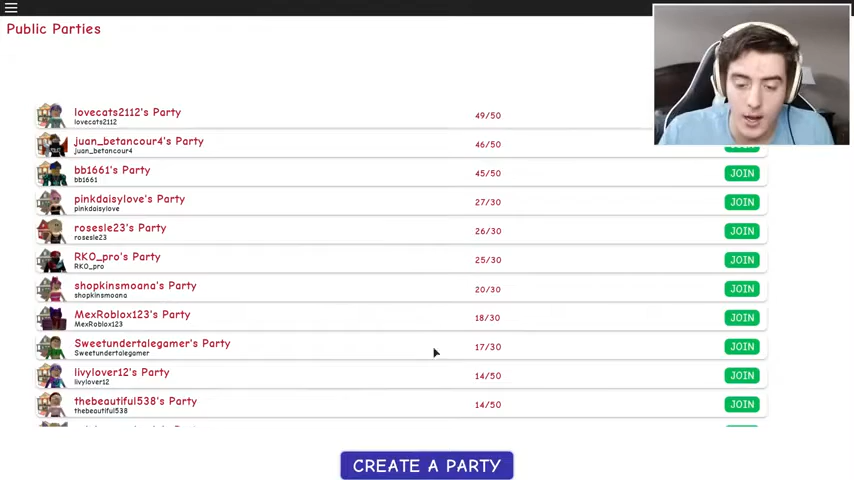 Public Parties
lovecats2112's Party
lovecats2112
49/50
juan_betancour4's Party
juan_betancour4
46/50
bb1661's Party
bb1661
45/50
JOIN
pinkdaisylove's Party
pinkdaisylove
27/30
JOIN
rosesle23's Party
rosesle23
26/30
JOIN
RKO_pro's Party
RKO_pro
25/30
JOIN
shopkinsmoana's Party
shopkinsmoana
20/30
JOIN
MexRoblox123's Party
MexRoblox123
18/30
JOIN
Sweetundertalegamer's Party
Sweetundertalegamer
17/30
JOIN
livylover12's Party
livylover12
14/50
JOIN
thebeautiful538's Party
thebeautiful538
14/50
JOIN
CREATE A PARTY